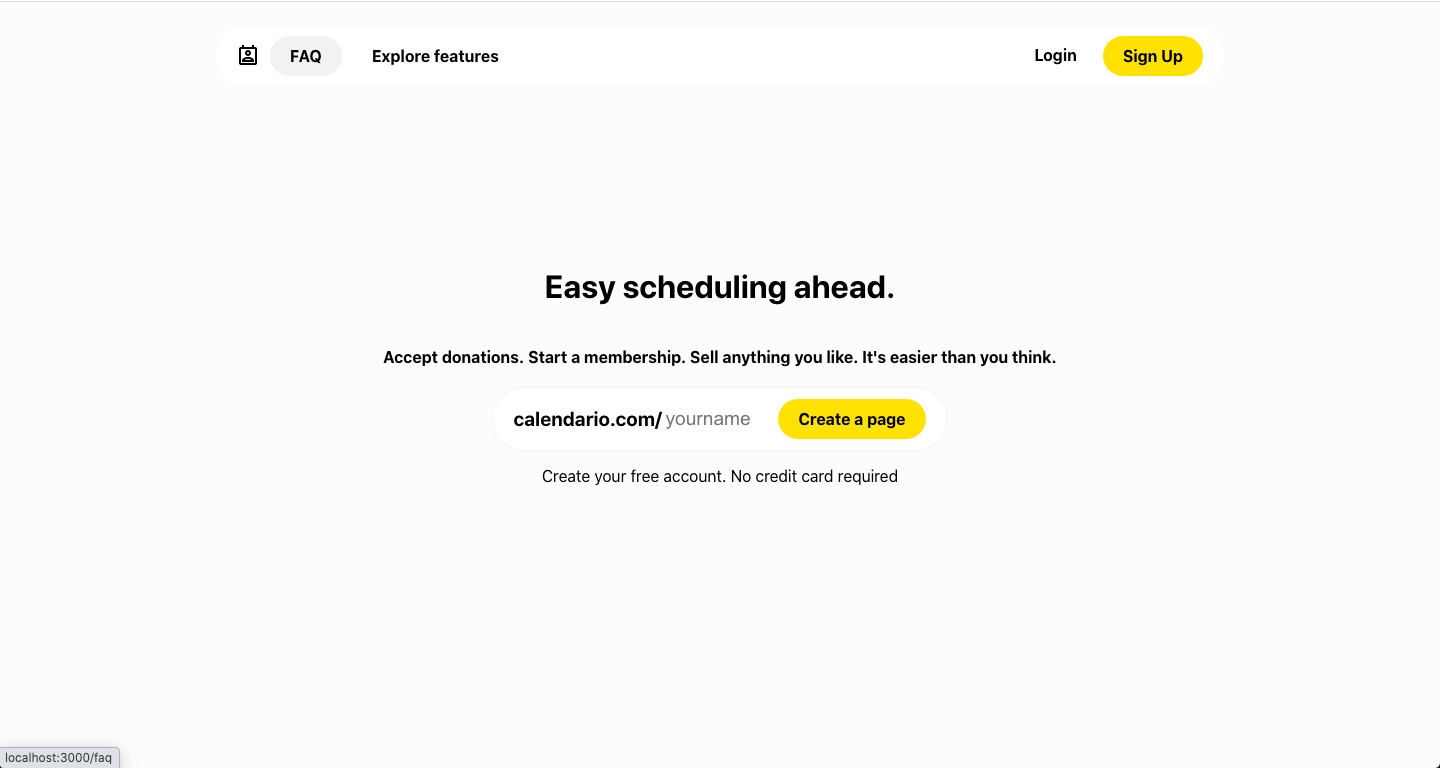 FAQ Explore features Login Sign Up
Easy scheduling ahead.
Accept donations. Start a membership. Sell anything you like. It's easier than you think.
calendario.com/ yourname Create a page
Create your free account. No credit card required
localhost:3000/faq